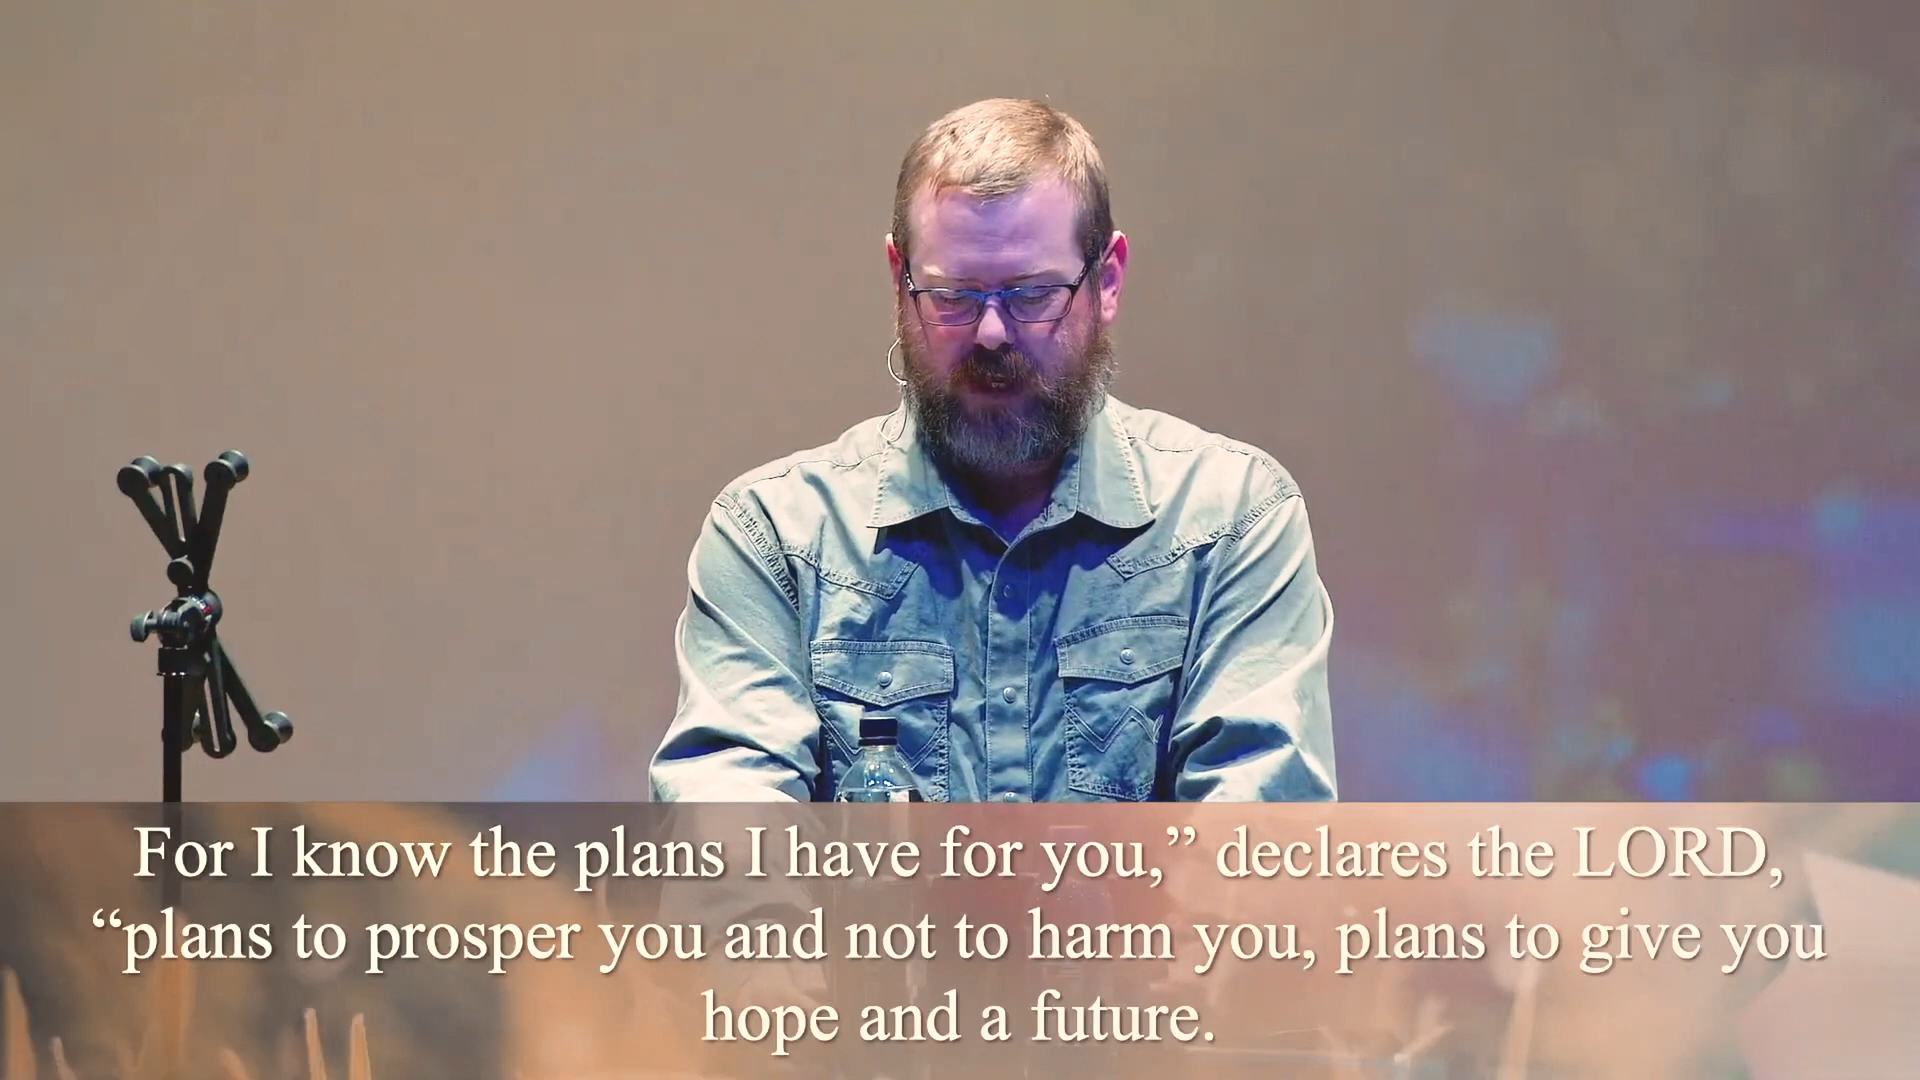 For I know the plans I have for you,” declares the LORD,
“plans to prosper you and not to harm you, plans to give you
hope and a future.